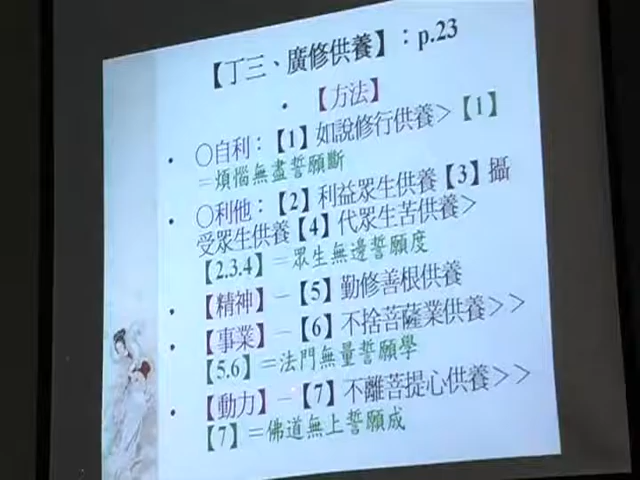 【丁三、廣修供養】：p.23
• 【方法】
• 〇自利：【1】如說修行供養＞【1】
＝煩惱無盡誓願斷
• 〇利他：【2】利益眾生供養【3】攝
受眾生供養【4】代眾生苦供養＞
【2.3.4】＝眾生無邊誓願度
• 【精神】－【5】勤修善根供養
• 【事業】－【6】不捨菩薩業供養＞＞
【5.6】＝法門無量誓願學
• 【動力】－【7】不離菩提心供養＞＞
【7】＝佛道無上誓願成